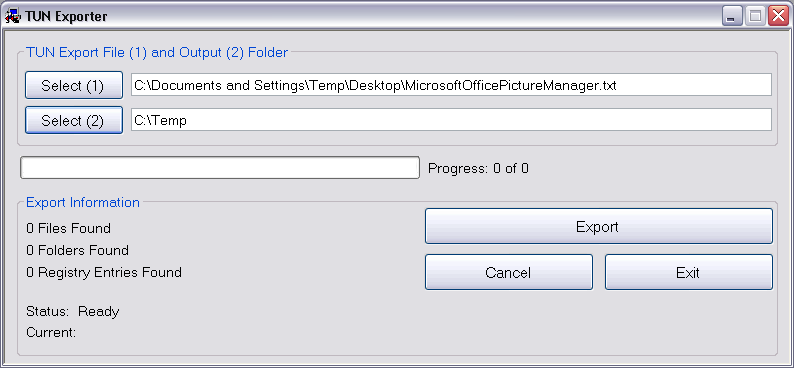 TUN Exporter
TUN Export File (1) and Output (2) Folder
Select (1) C:\Documents and Settings\Temp\Desktop\MicrosoftOfficePictureManager.txt
Select (2) C:\Temp
Progress: 0 of 0
Export Information
0 Files Found
Export
0 Folders Found
0 Registry Entries Found
Cancel Exit
Status: Ready
Current: